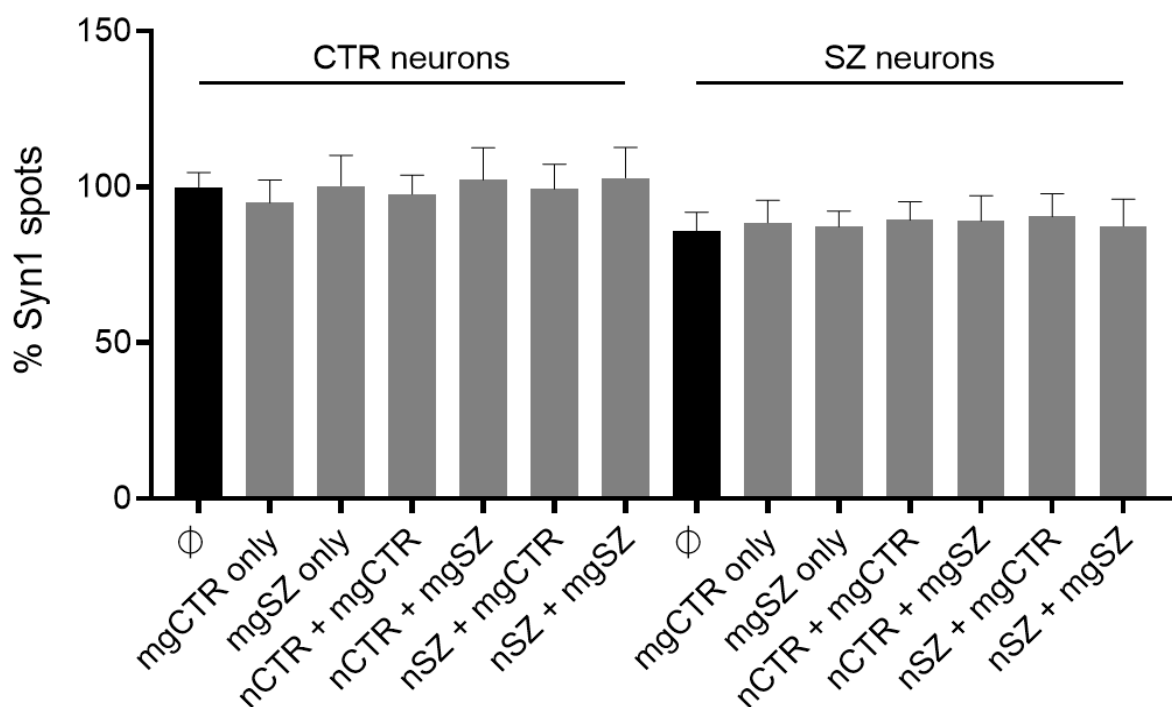 CTR neurons
SZ neurons
% Syn1 spots
150
100
50
0
ϕ
mgCTR only
mgSZ only
nCTR + mgCTR
nCTR + mgSZ
nSZ + mgCTR
nSZ + mgSZ
ϕ
mgCTR only
mgSZ only
nCTR + mgCTR
nCTR + mgSZ
nSZ + mgCTR
nSZ + mgSZ